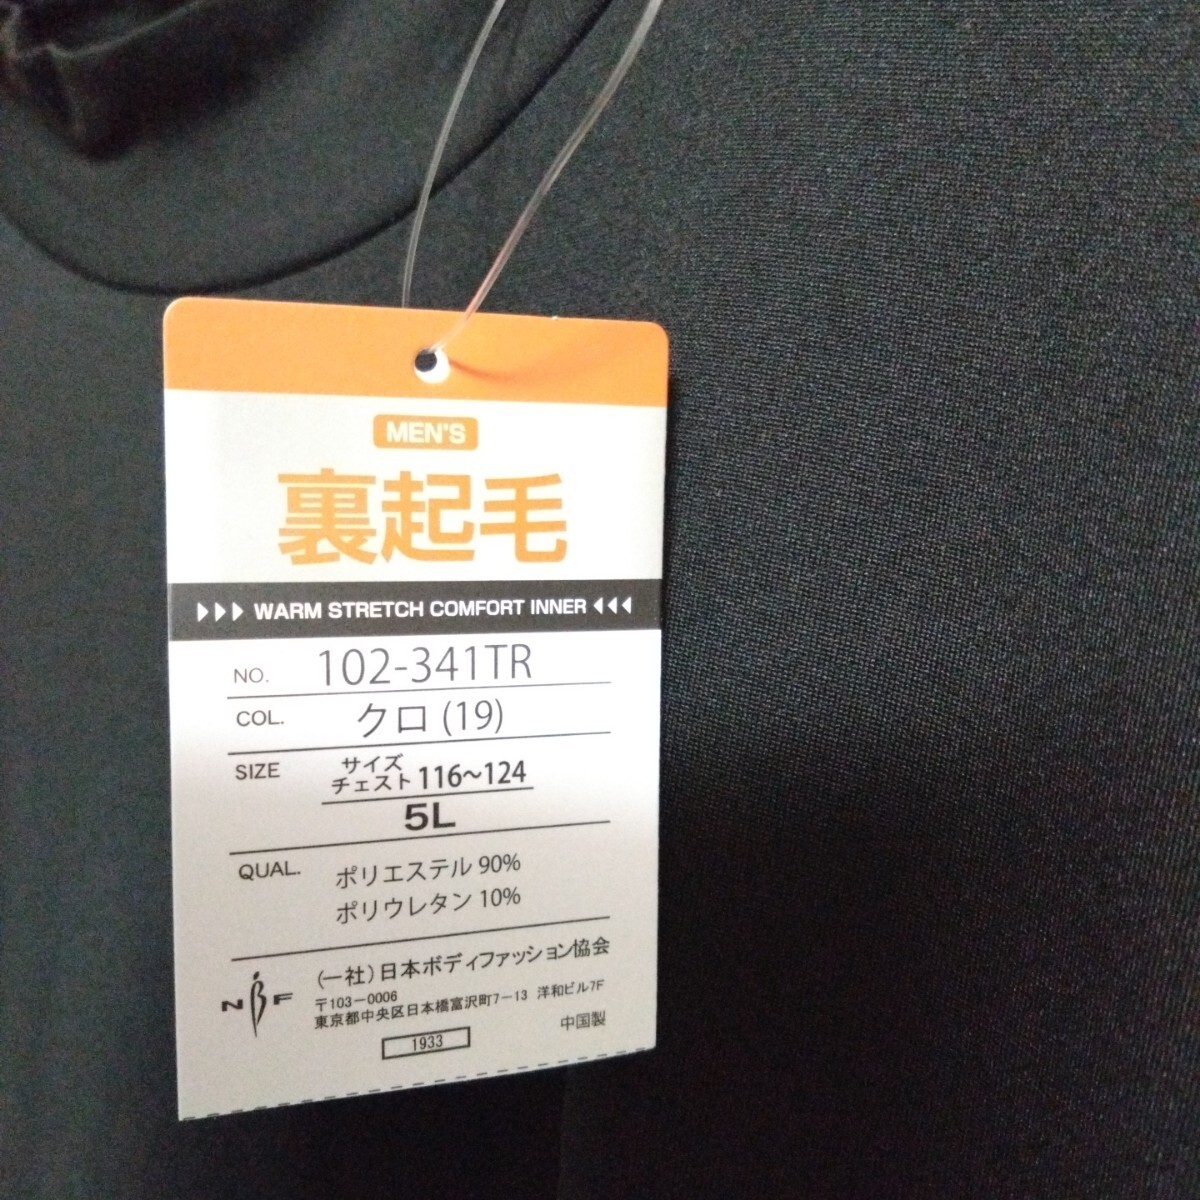 MEN'S
裏起毛
WARM STRETCH COMFORT INNER
NO. 102-341TR
COL. クロ (19)
SIZE サイズ
チェスト 116～124
5L
QUAL. ポリエステル 90%
ポリウレタン 10%
NBF (一社)日本ボディファッション協会
〒103-0006
東京都中央区日本橋富沢町7-13 洋和ビル7F
1933 中国製